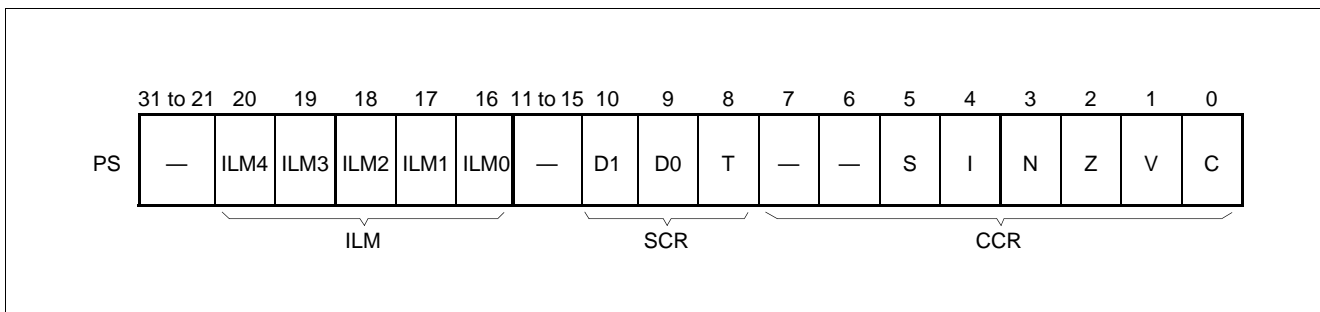 31 to 21 20 19 18 17 16 11 to 15 10 9 8 7 6 5 4 3 2 1 0
PS — ILM4 ILM3 ILM2 ILM1 ILM0 — D1 D0 T — — S I N Z V C
ILM SCR CCR